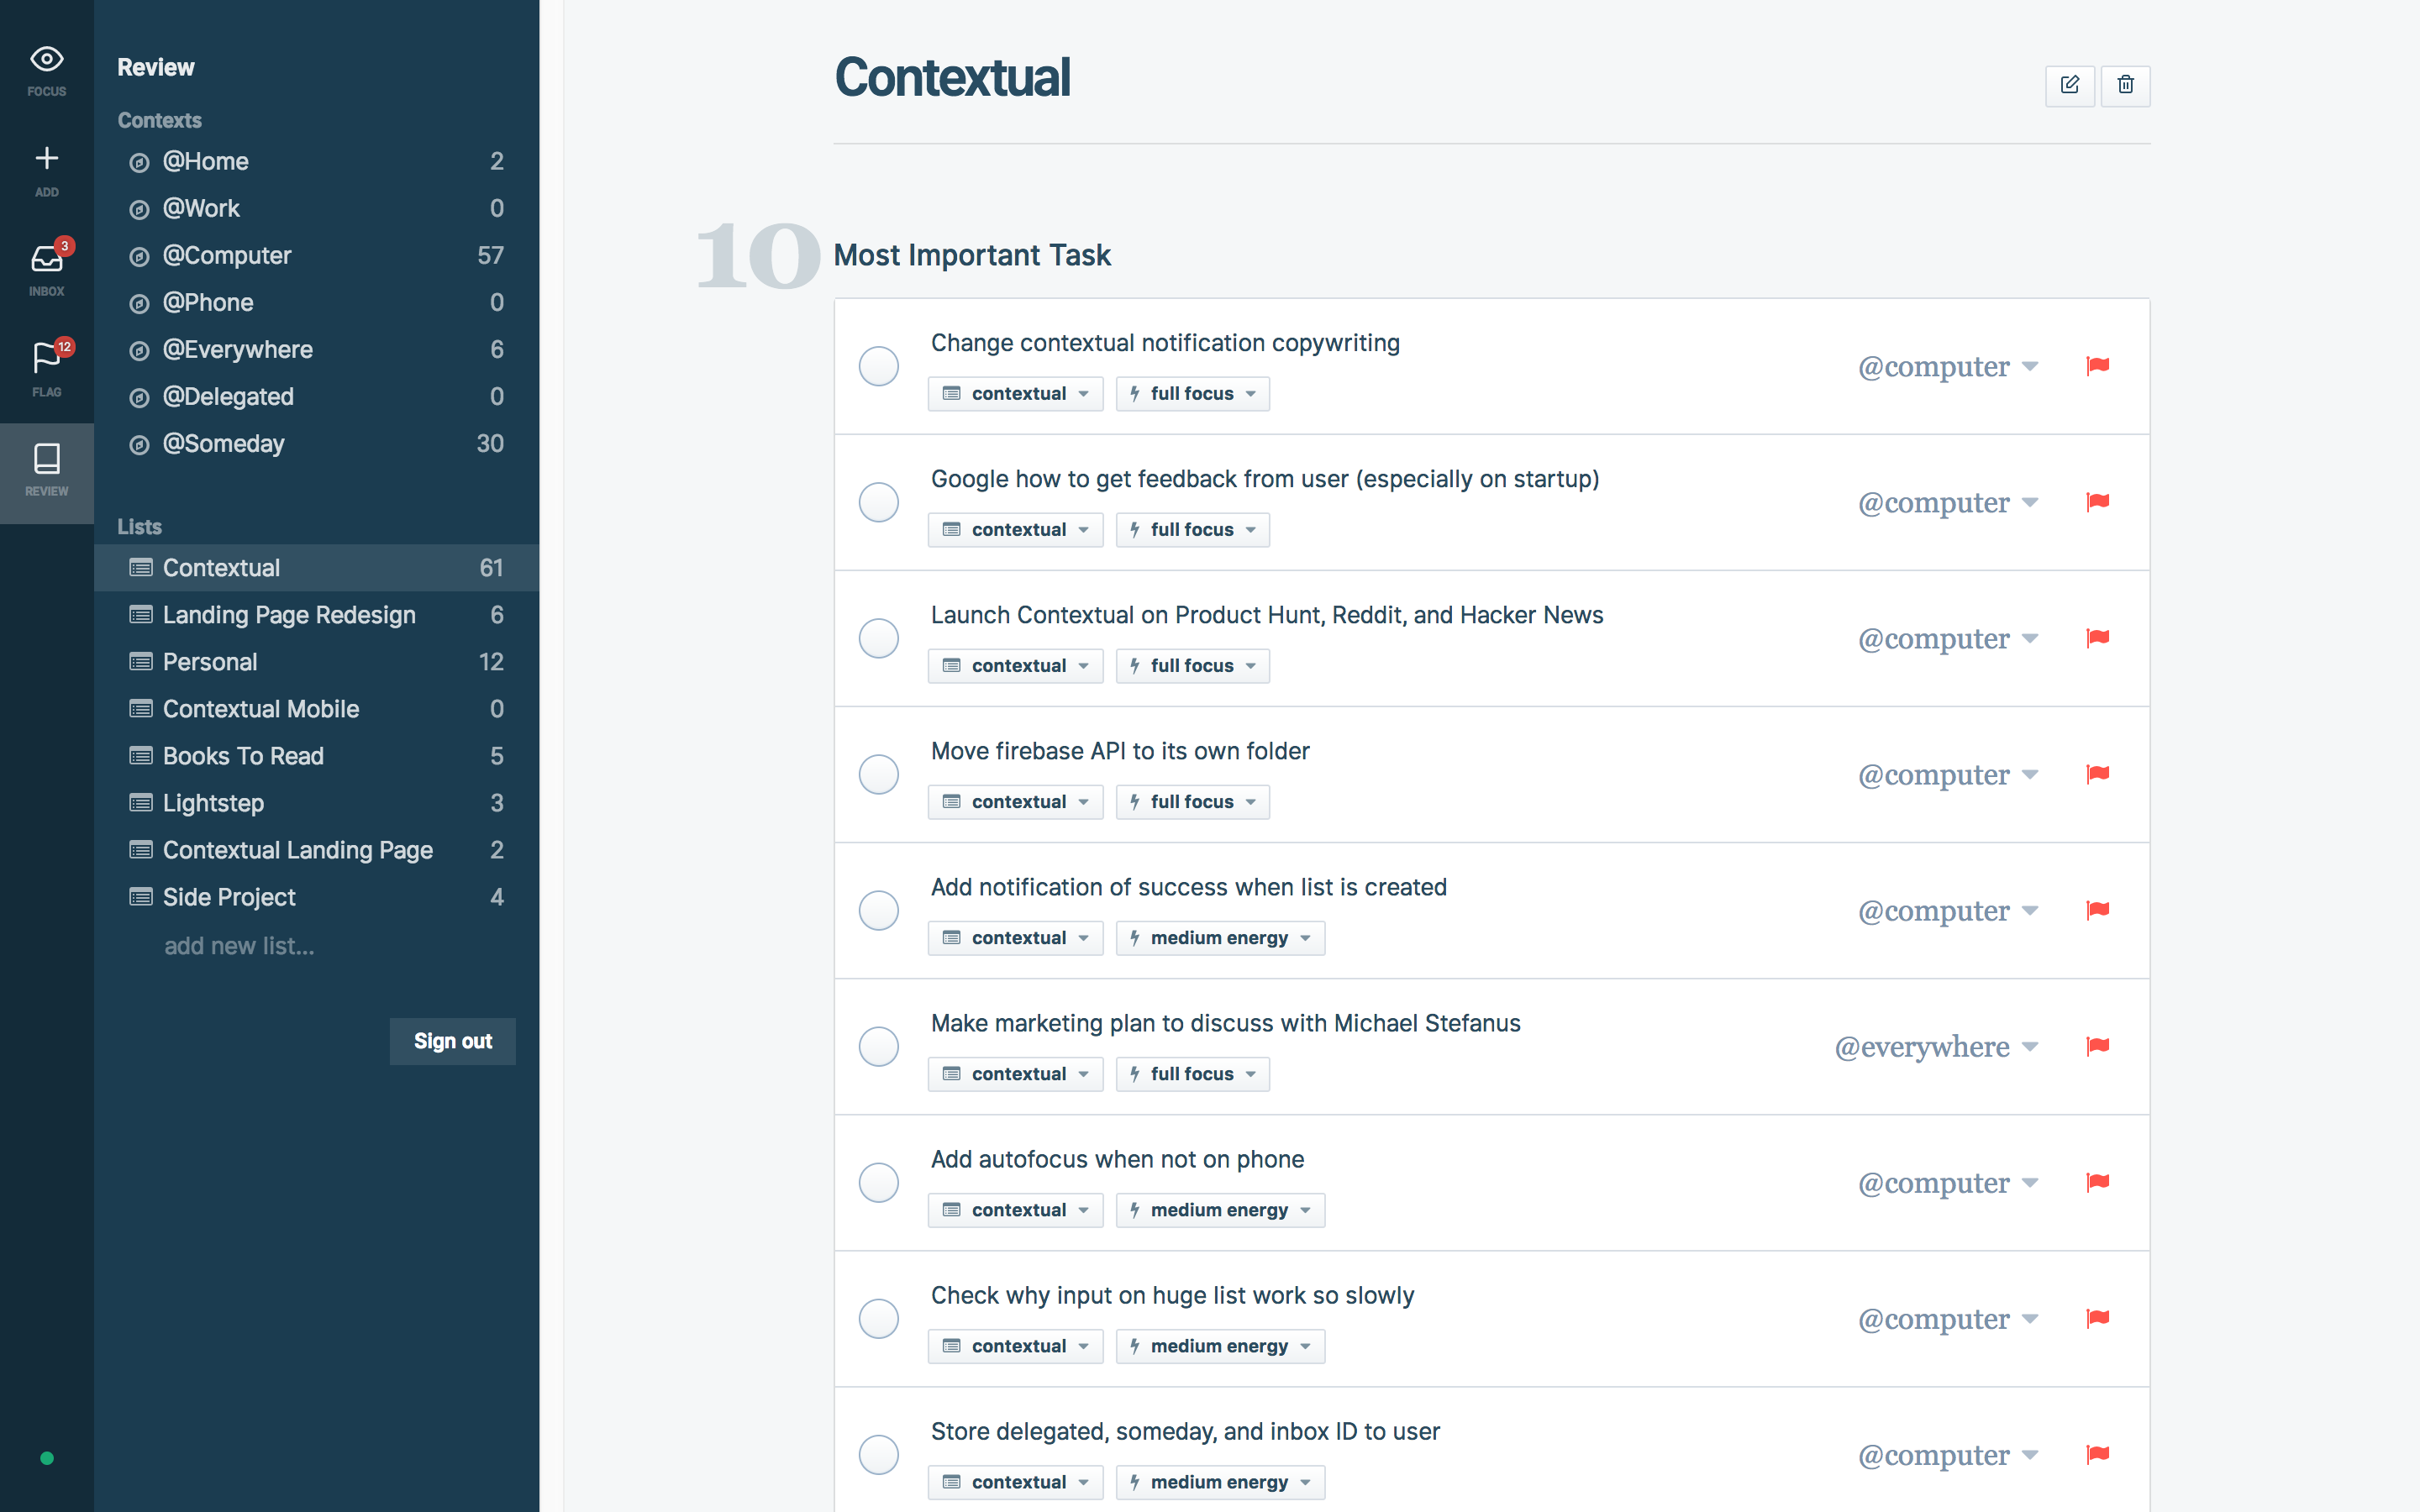 FOCUS
ADD
3
INBOX
12
FLAG
REVIEW
Review
Contexts
@Home 2
@Work 0
@Computer 57
@Phone 0
@Everywhere 6
@Delegated 0
@Someday 30
Lists
Contextual 61
Landing Page Redesign 6
Personal 12
Contextual Mobile 0
Books To Read 5
Lightstep 3
Contextual Landing Page 2
Side Project 4
add new list...
Sign out
Contextual
10 Most Important Task
Change contextual notification copywriting
contextual full focus
@computer
Google how to get feedback from user (especially on startup)
contextual full focus
@computer
Launch Contextual on Product Hunt, Reddit, and Hacker News
contextual full focus
@computer
Move firebase API to its own folder
contextual full focus
@computer
Add notification of success when list is created
contextual medium energy
@computer
Make marketing plan to discuss with Michael Stefanus
contextual full focus
@everywhere
Add autofocus when not on phone
contextual medium energy
@computer
Check why input on huge list work so slowly
contextual medium energy
@computer
Store delegated, someday, and inbox ID to user
contextual medium energy
@computer